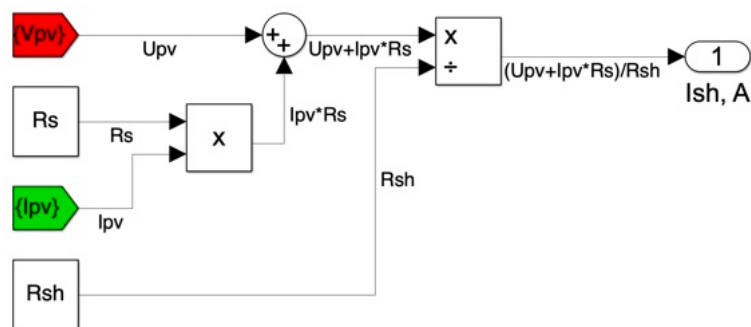 {Vpv}
Upv
+
+
Upv+Ipv*Rs
x
÷
(Upv+Ipv*Rs)/Rsh
1
Ish, A
Rs
Rs
x
Ipv*Rs
{Ipv}
Ipv
Rsh
Rsh